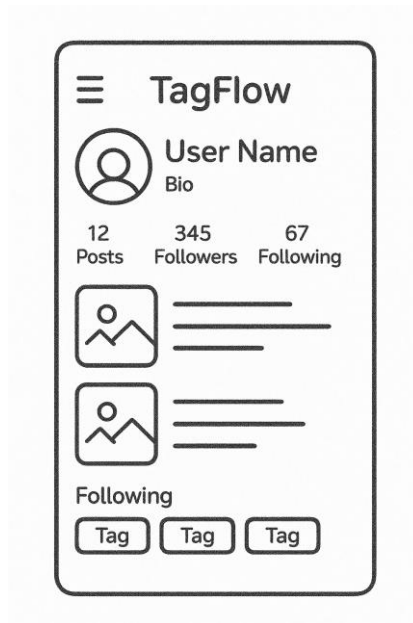 TagFlow
User Name
Bio
12 345 67
Posts Followers Following
Following
Tag Tag Tag